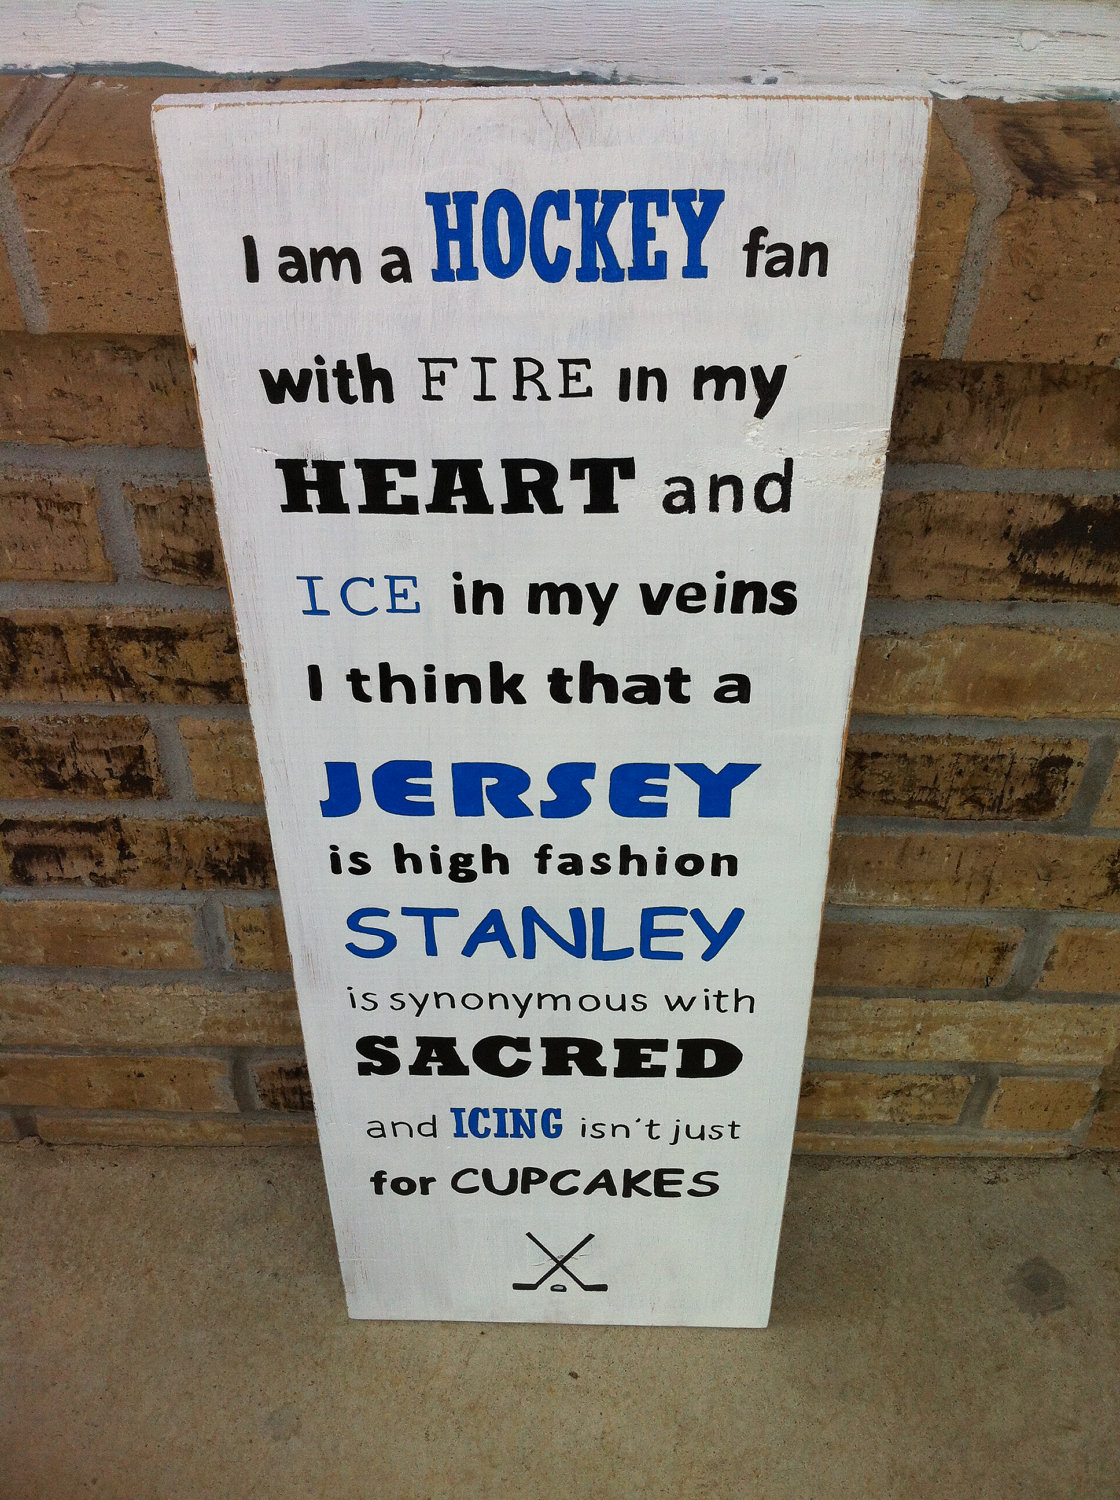 I am a HOCKEY fan
with FIRE in my
HEART and
ICE in my veins
I think that a
JERSEY
is high fashion
STANLEY
is synonymous with
SACRED
and ICING isn't just
for CUPCAKES